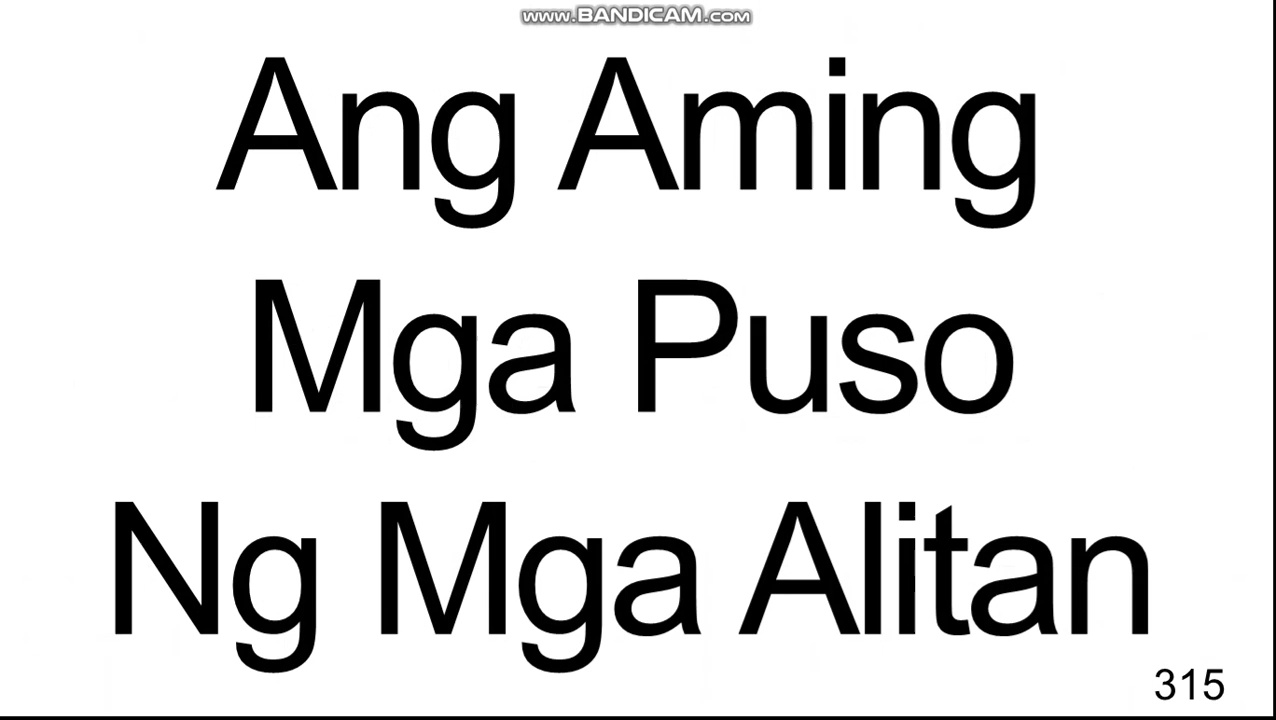 www.BANDICAM.com
Ang Aming
Mga Puso
Ng Mga Alitan
315